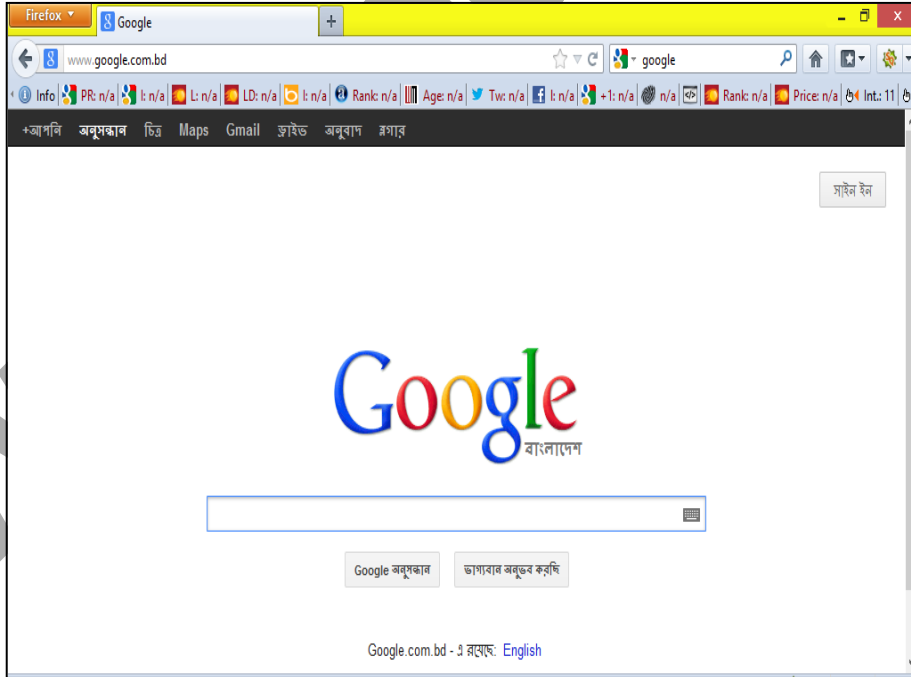 Firefox
Google
www.google.com.bd google
Info PR: n/a I: n/a L: n/a LD: n/a I: n/a Rank: n/a Age: n/a Tw: n/a I: n/a +1: n/a n/a Rank: n/a Price: n/a Int.: 11
+আপনি অনুসন্ধান চিত্র Maps Gmail ড্রাইভ অনুবাদ ব্লগার
সাইন ইন
Google
বাংলাদেশ
Google অনুসন্ধান ভাগ্যবান অনুভব করছি
Google.com.bd - এ রয়েছে: English